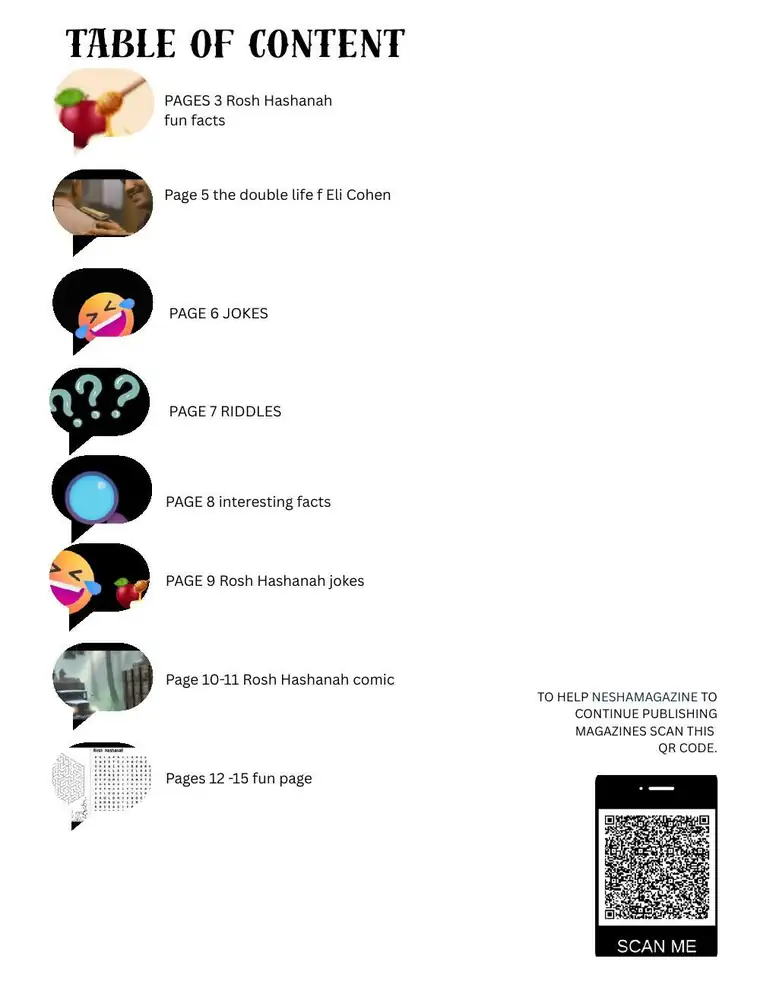 TABLE OF CONTENT
PAGES 3 Rosh Hashanah
fun facts
Page 5 the double life f Eli Cohen
PAGE 6 JOKES
PAGE 7 RIDDLES
PAGE 8 interesting facts
PAGE 9 Rosh Hashanah jokes
Page 10-11 Rosh Hashanah comic
Pages 12 -15 fun page
Rosh Hashanah
TO HELP NESHAMAGAZINE TO
CONTINUE PUBLISHING
MAGAZINES SCAN THIS
QR CODE.
SCAN ME